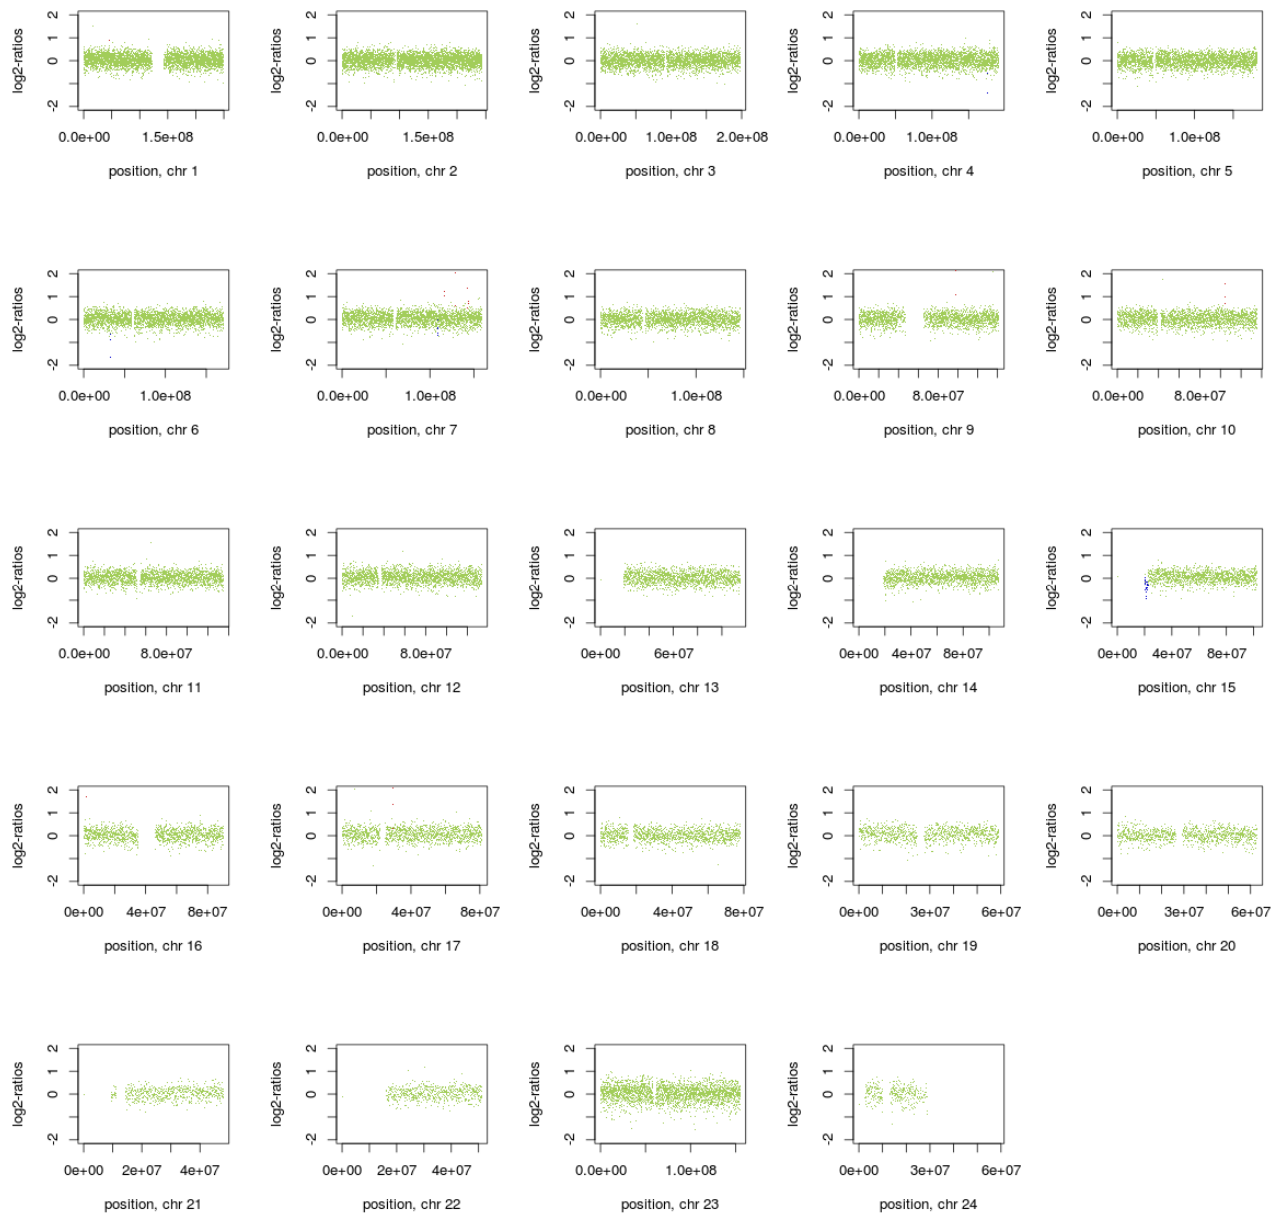 log2-ratios
-2 0 1 2
0.0e+00 1.5e+08
position, chr 1
log2-ratios
-2 0 1 2
0.0e+00 1.5e+08
position, chr 2
log2-ratios
-2 0 1 2
0.0e+00 1.0e+08 2.0e+08
position, chr 3
log2-ratios
-2 0 1 2
0.0e+00 1.0e+08
position, chr 4
log2-ratios
-2 0 1 2
0.0e+00 1.0e+08
position, chr 5
log2-ratios
-2 0 1 2
0.0e+00 1.0e+08
position, chr 6
log2-ratios
-2 0 1 2
0.0e+00 1.0e+08
position, chr 7
log2-ratios
-2 0 1 2
0.0e+00 1.0e+08
position, chr 8
log2-ratios
-2 0 1 2
0.0e+00 8.0e+07
position, chr 9
log2-ratios
-2 0 1 2
0.0e+00 8.0e+07
position, chr 10
log2-ratios
-2 0 1 2
0.0e+00 8.0e+07
position, chr 11
log2-ratios
-2 0 1 2
0.0e+00 8.0e+07
position, chr 12
log2-ratios
-2 0 1 2
0e+00 6e+07
position, chr 13
log2-ratios
-2 0 1 2
0e+00 4e+07 8e+07
position, chr 14
log2-ratios
-2 0 1 2
0e+00 4e+07 8e+07
position, chr 15
log2-ratios
-2 0 1 2
0e+00 4e+07 8e+07
position, chr 16
log2-ratios
-2 0 1 2
0e+00 4e+07 8e+07
position, chr 17
log2-ratios
-2 0 1 2
0e+00 4e+07 8e+07
position, chr 18
log2-ratios
-2 0 1 2
0e+00 3e+07 6e+07
position, chr 19
log2-ratios
-2 0 1 2
0e+00 3e+07 6e+07
position, chr 20
log2-ratios
-2 0 1 2
0e+00 2e+07 4e+07
position, chr 21
log2-ratios
-2 0 1 2
0e+00 2e+07 4e+07
position, chr 22
log2-ratios
-2 0 1 2
0.0e+00 1.0e+08
position, chr 23
log2-ratios
-2 0 1 2
0e+00 3e+07 6e+07
position, chr 24